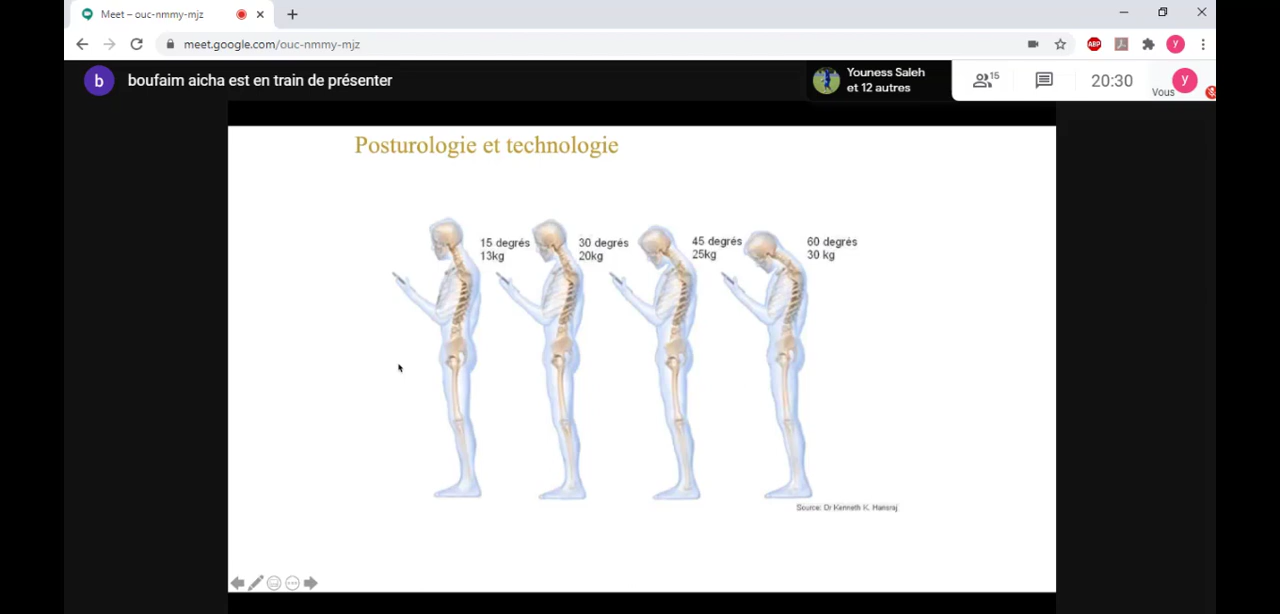 Meet – ouc-nmmy-mjz
meet.google.com/ouc-nmmy-mjz
ABP
y
b
boufaim aicha est en train de présenter
Youness Saleh
et 12 autres
15
20:30
Vous
y
Posturologie et technologie
15 degrés
13kg
30 degrés
20kg
45 degrés
25kg
60 degrés
30 kg
Source: Dr Kenneth K. Hansraj